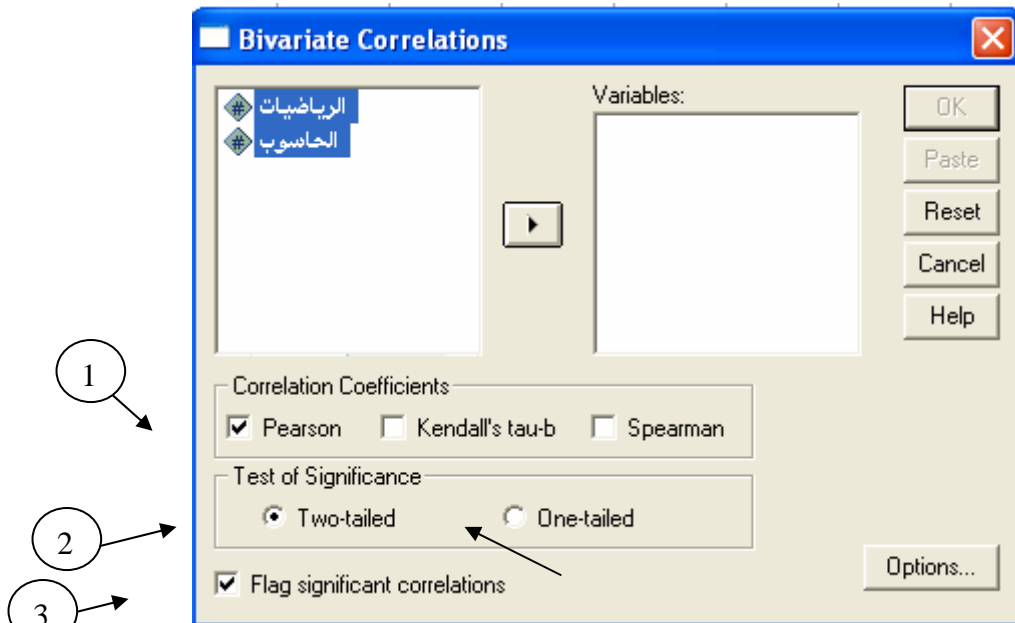 Bivariate Correlations
الرياضيات
الحاسوب
Variables:
OK
Paste
Reset
Cancel
Help
1
Correlation Coefficients
Pearson Kendall's tau-b Spearman
Test of Significance
Two-tailed One-tailed
2
Flag significant correlations
Options...
3